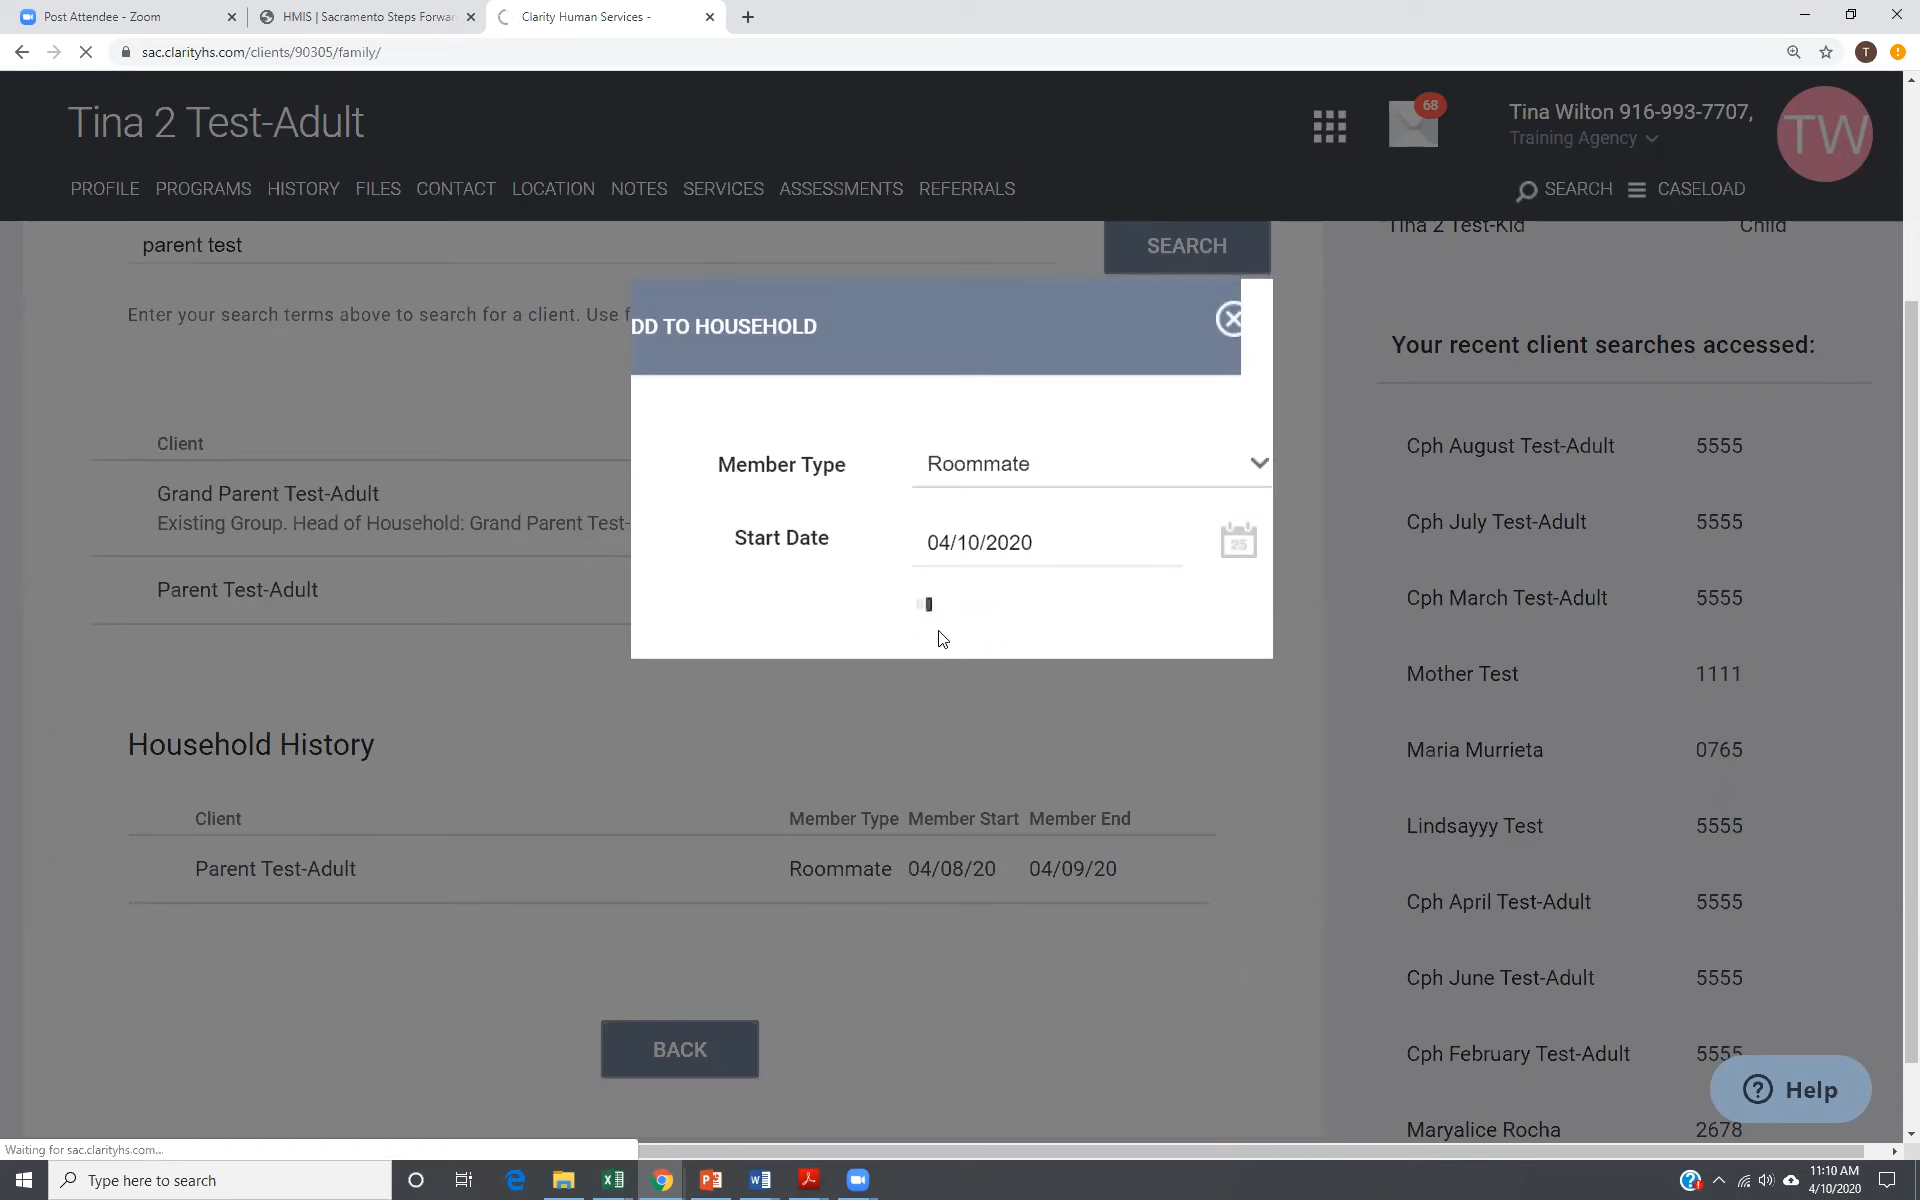 Post Attendee - Zoom
HMIS | Sacramento Steps Forwar
Clarity Human Services -
sac.clarityhs.com/clients/90305/family/
T
Tina 2 Test-Adult
68
Tina Wilton 916-993-7707,
Training Agency
TW
PROFILE PROGRAMS HISTORY FILES CONTACT LOCATION NOTES SERVICES ASSESSMENTS REFERRALS
SEARCH CASELOAD
parent test
SEARCH
Tina 2 Test-Kid Child
Enter your search terms above to search for a client. Use f
DD TO HOUSEHOLD
Your recent client searches accessed:
Client
Member Type Roommate
Cph August Test-Adult 5555
Grand Parent Test-Adult
Existing Group. Head of Household: Grand Parent Test-
Start Date 04/10/2020
25
Cph July Test-Adult 5555
Parent Test-Adult
Cph March Test-Adult 5555
Mother Test 1111
Household History
Maria Murrieta 0765
Client Member Type Member Start Member End
Lindsayyy Test 5555
Parent Test-Adult Roommate 04/08/20 04/09/20
Cph April Test-Adult 5555
Cph June Test-Adult 5555
BACK
Cph February Test-Adult 5555
Help
Maryalice Rocha 2678
Waiting for sac.clarityhs.com...
Type here to search
11:10 AM
4/10/2020